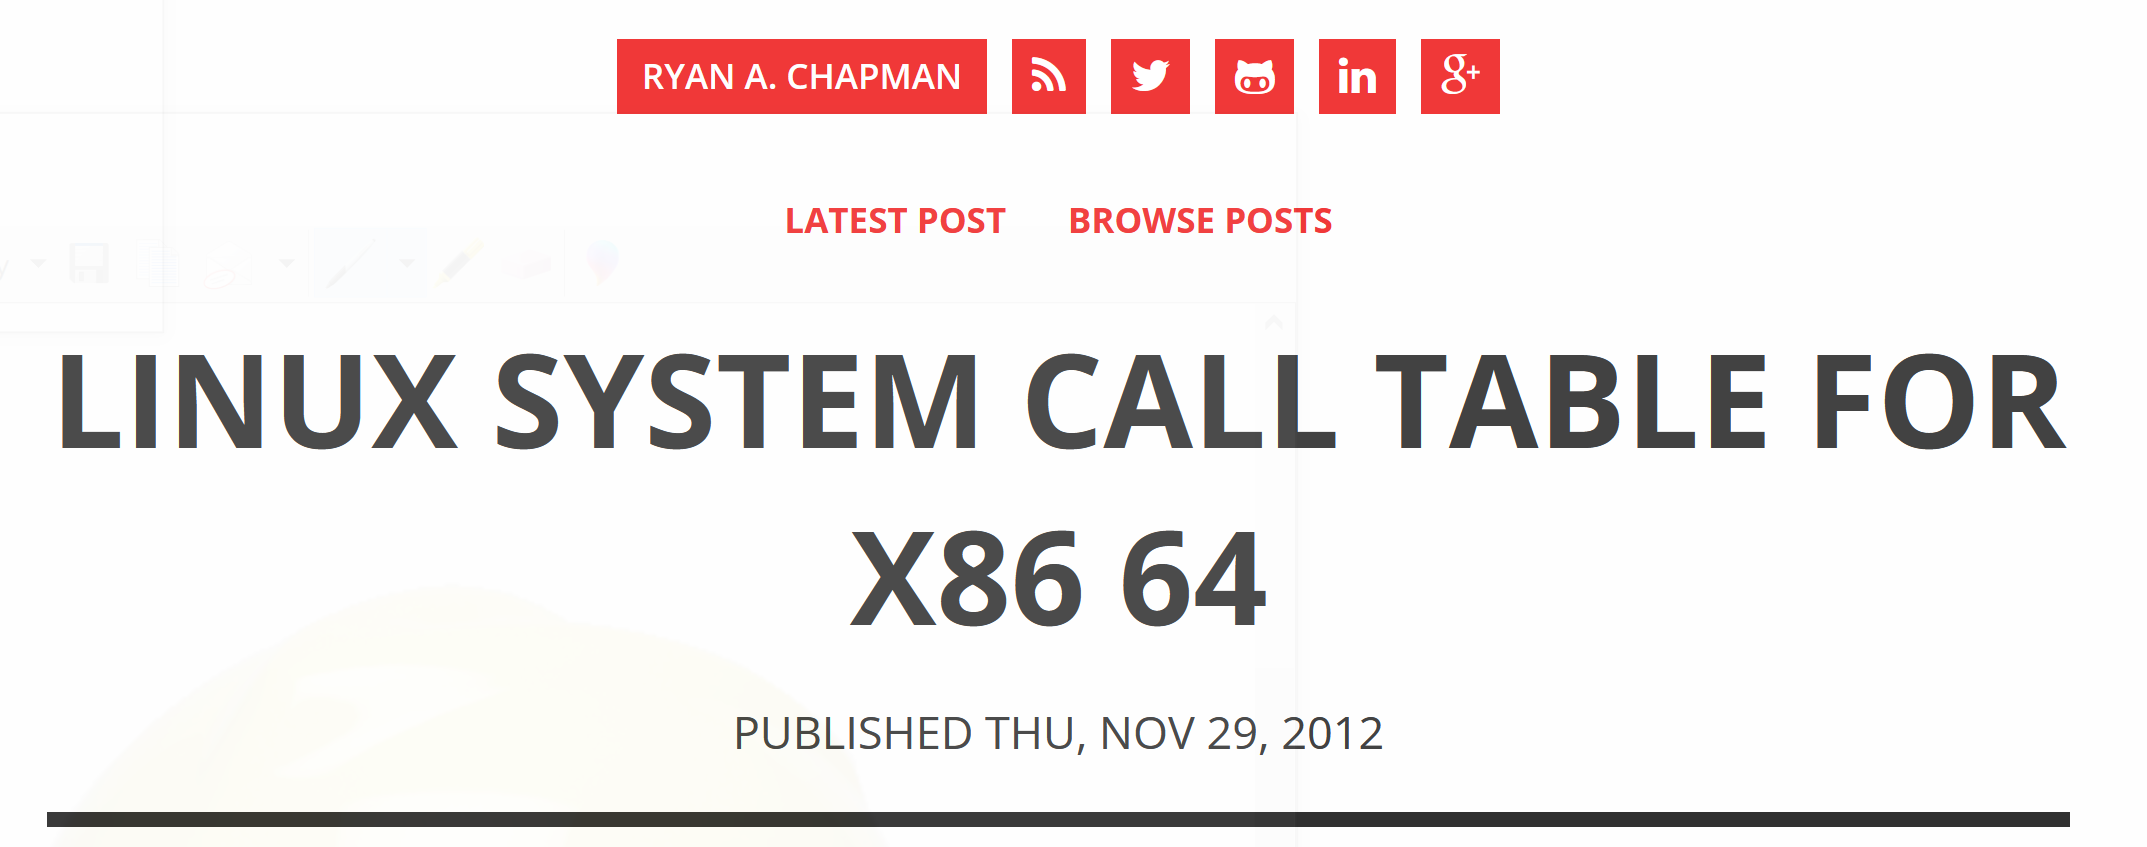 RYAN A. CHAPMAN
LATEST POST BROWSE POSTS
LINUX SYSTEM CALL TABLE FOR
X86 64
PUBLISHED THU, NOV 29, 2012